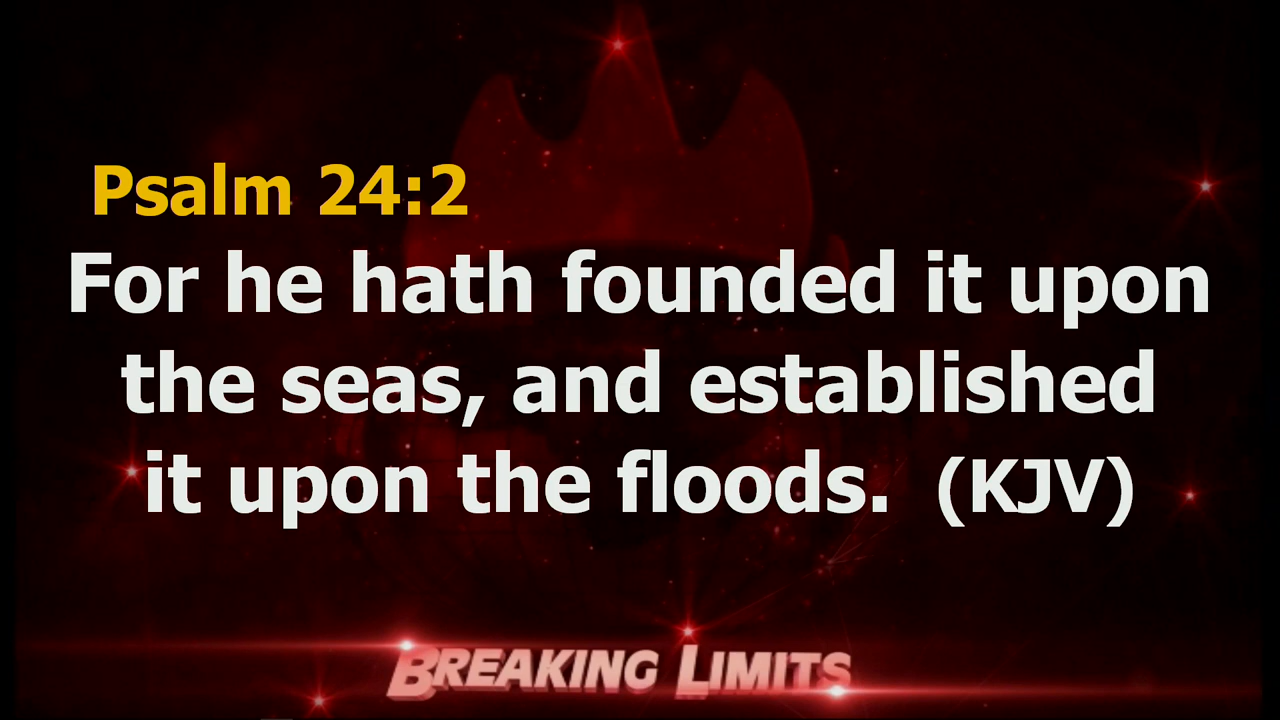 Psalm 24:2
For he hath founded it upon
the seas, and established
it upon the floods. (KJV)
BREAKING LIMITS